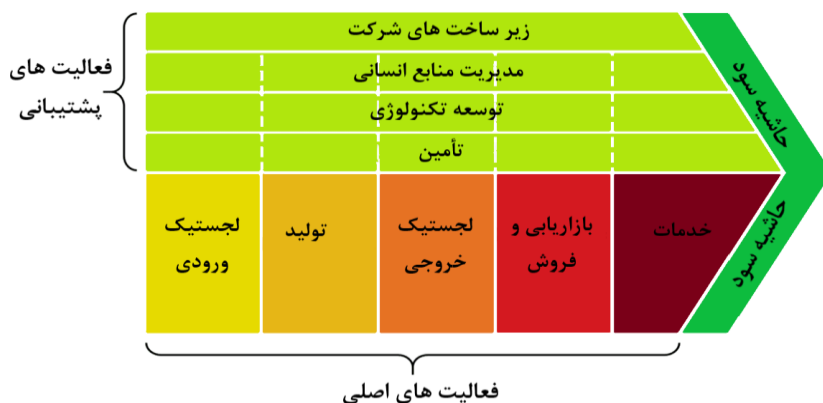 زیر ساخت های شرکت
مدیریت منابع انسانی
توسعه تکنولوژی
تأمین
فعالیت های
پشتیبانی
حاشیه سود
حاشیه سود
لجستیک
ورودی
تولید
لجستیک
خروجی
بازاریابی و
فروش
خدمات
فعالیت های اصلی